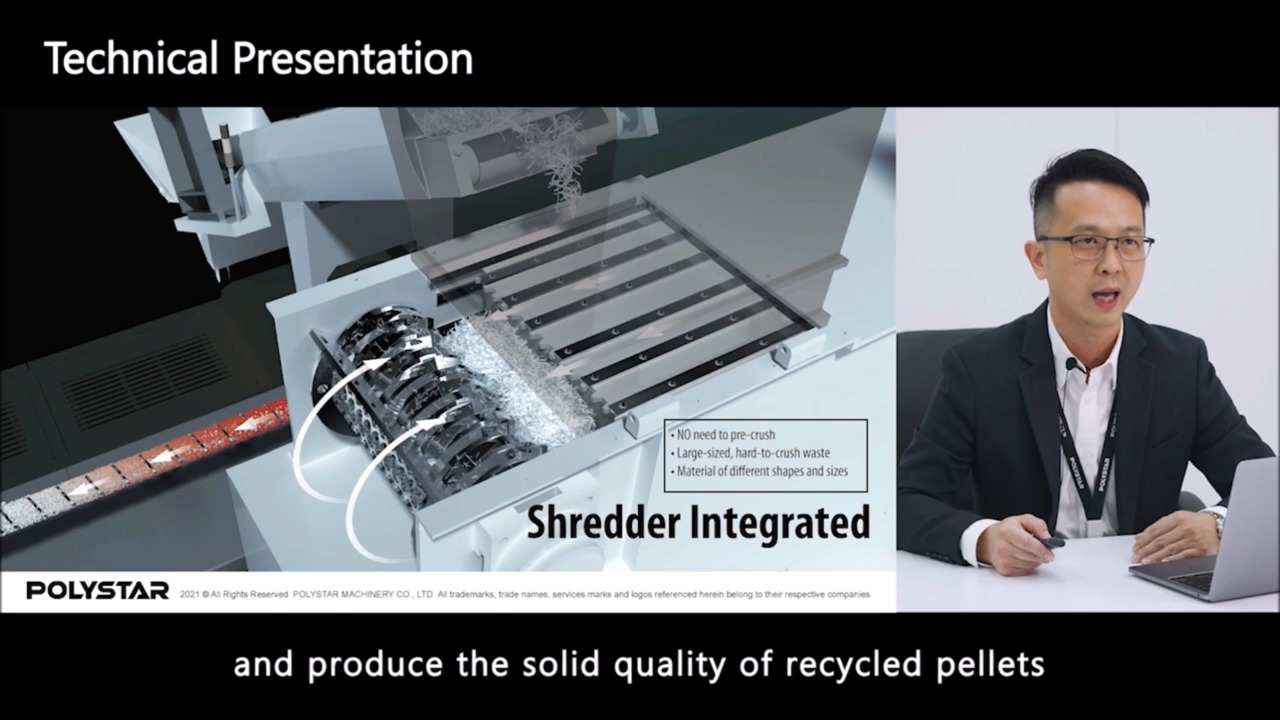 Technical Presentation
• NO need to pre-crush
• Large-sized, hard-to-crush waste
• Material of different shapes and sizes
Shredder Integrated
POLYSTAR
POLYSTAR
POLYSTAR 2021 © All Rights Reserved. POLYSTAR MACHINERY CO., LTD All trademarks, trade names, services marks and logos referenced herein belong to their respective companies.
and produce the solid quality of recycled pellets